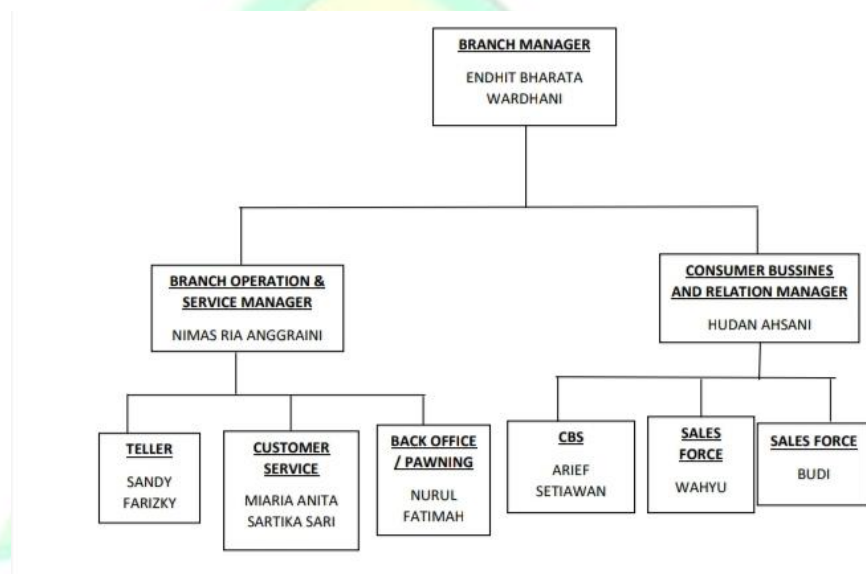 BRANCH MANAGER
ENDHIT BHARATA
WARDHANI
BRANCH OPERATION &
SERVICE MANAGER
NIMAS RIA ANGGRAINI
CONSUMER BUSSINES
AND RELATION MANAGER
HUDAN AHSANI
TELLER
SANDY
FARIZKY
CUSTOMER
SERVICE
MIARIA ANITA
SARTIKA SARI
BACK OFFICE
/ PAWNING
NURUL
FATIMAH
CBS
ARIEF
SETIAWAN
SALES
FORCE
WAHYU
SALES FORCE
BUDI